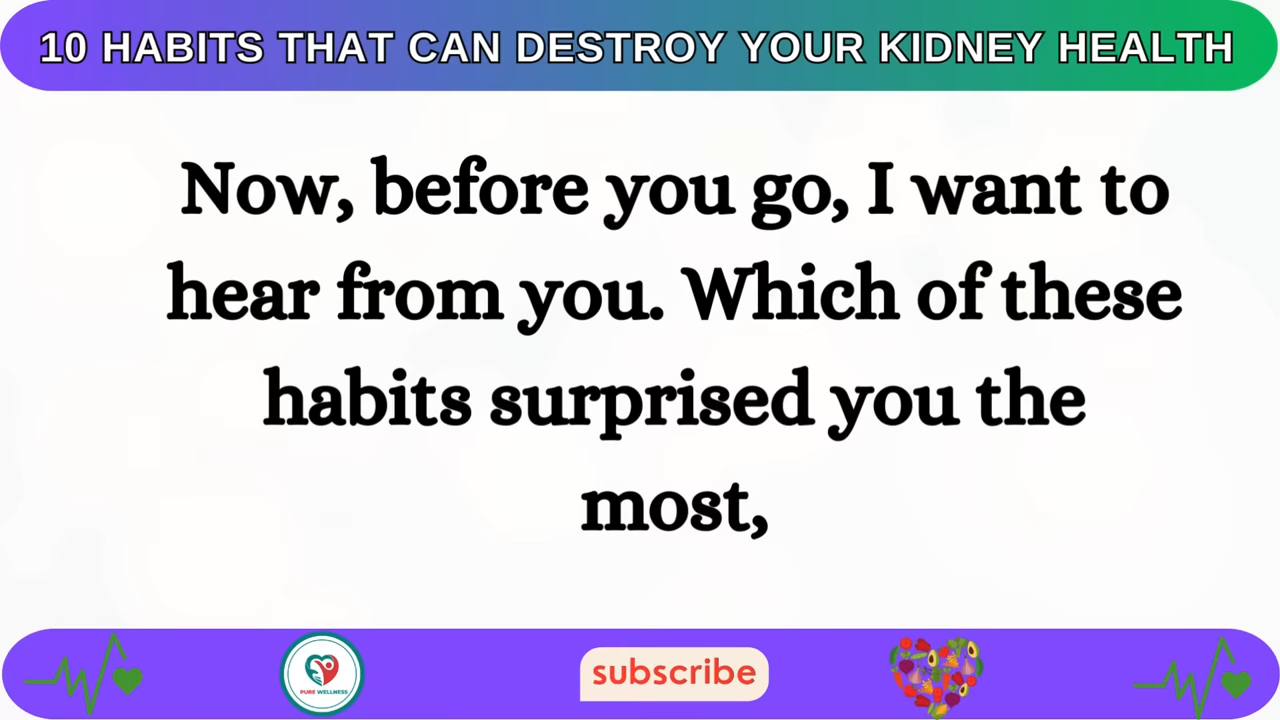 10 HABITS THAT CAN DESTROY YOUR KIDNEY HEALTH
Now, before you go, I want to
hear from you. Which of these
habits surprised you the
most,
PURE WELLNESS
subscribe